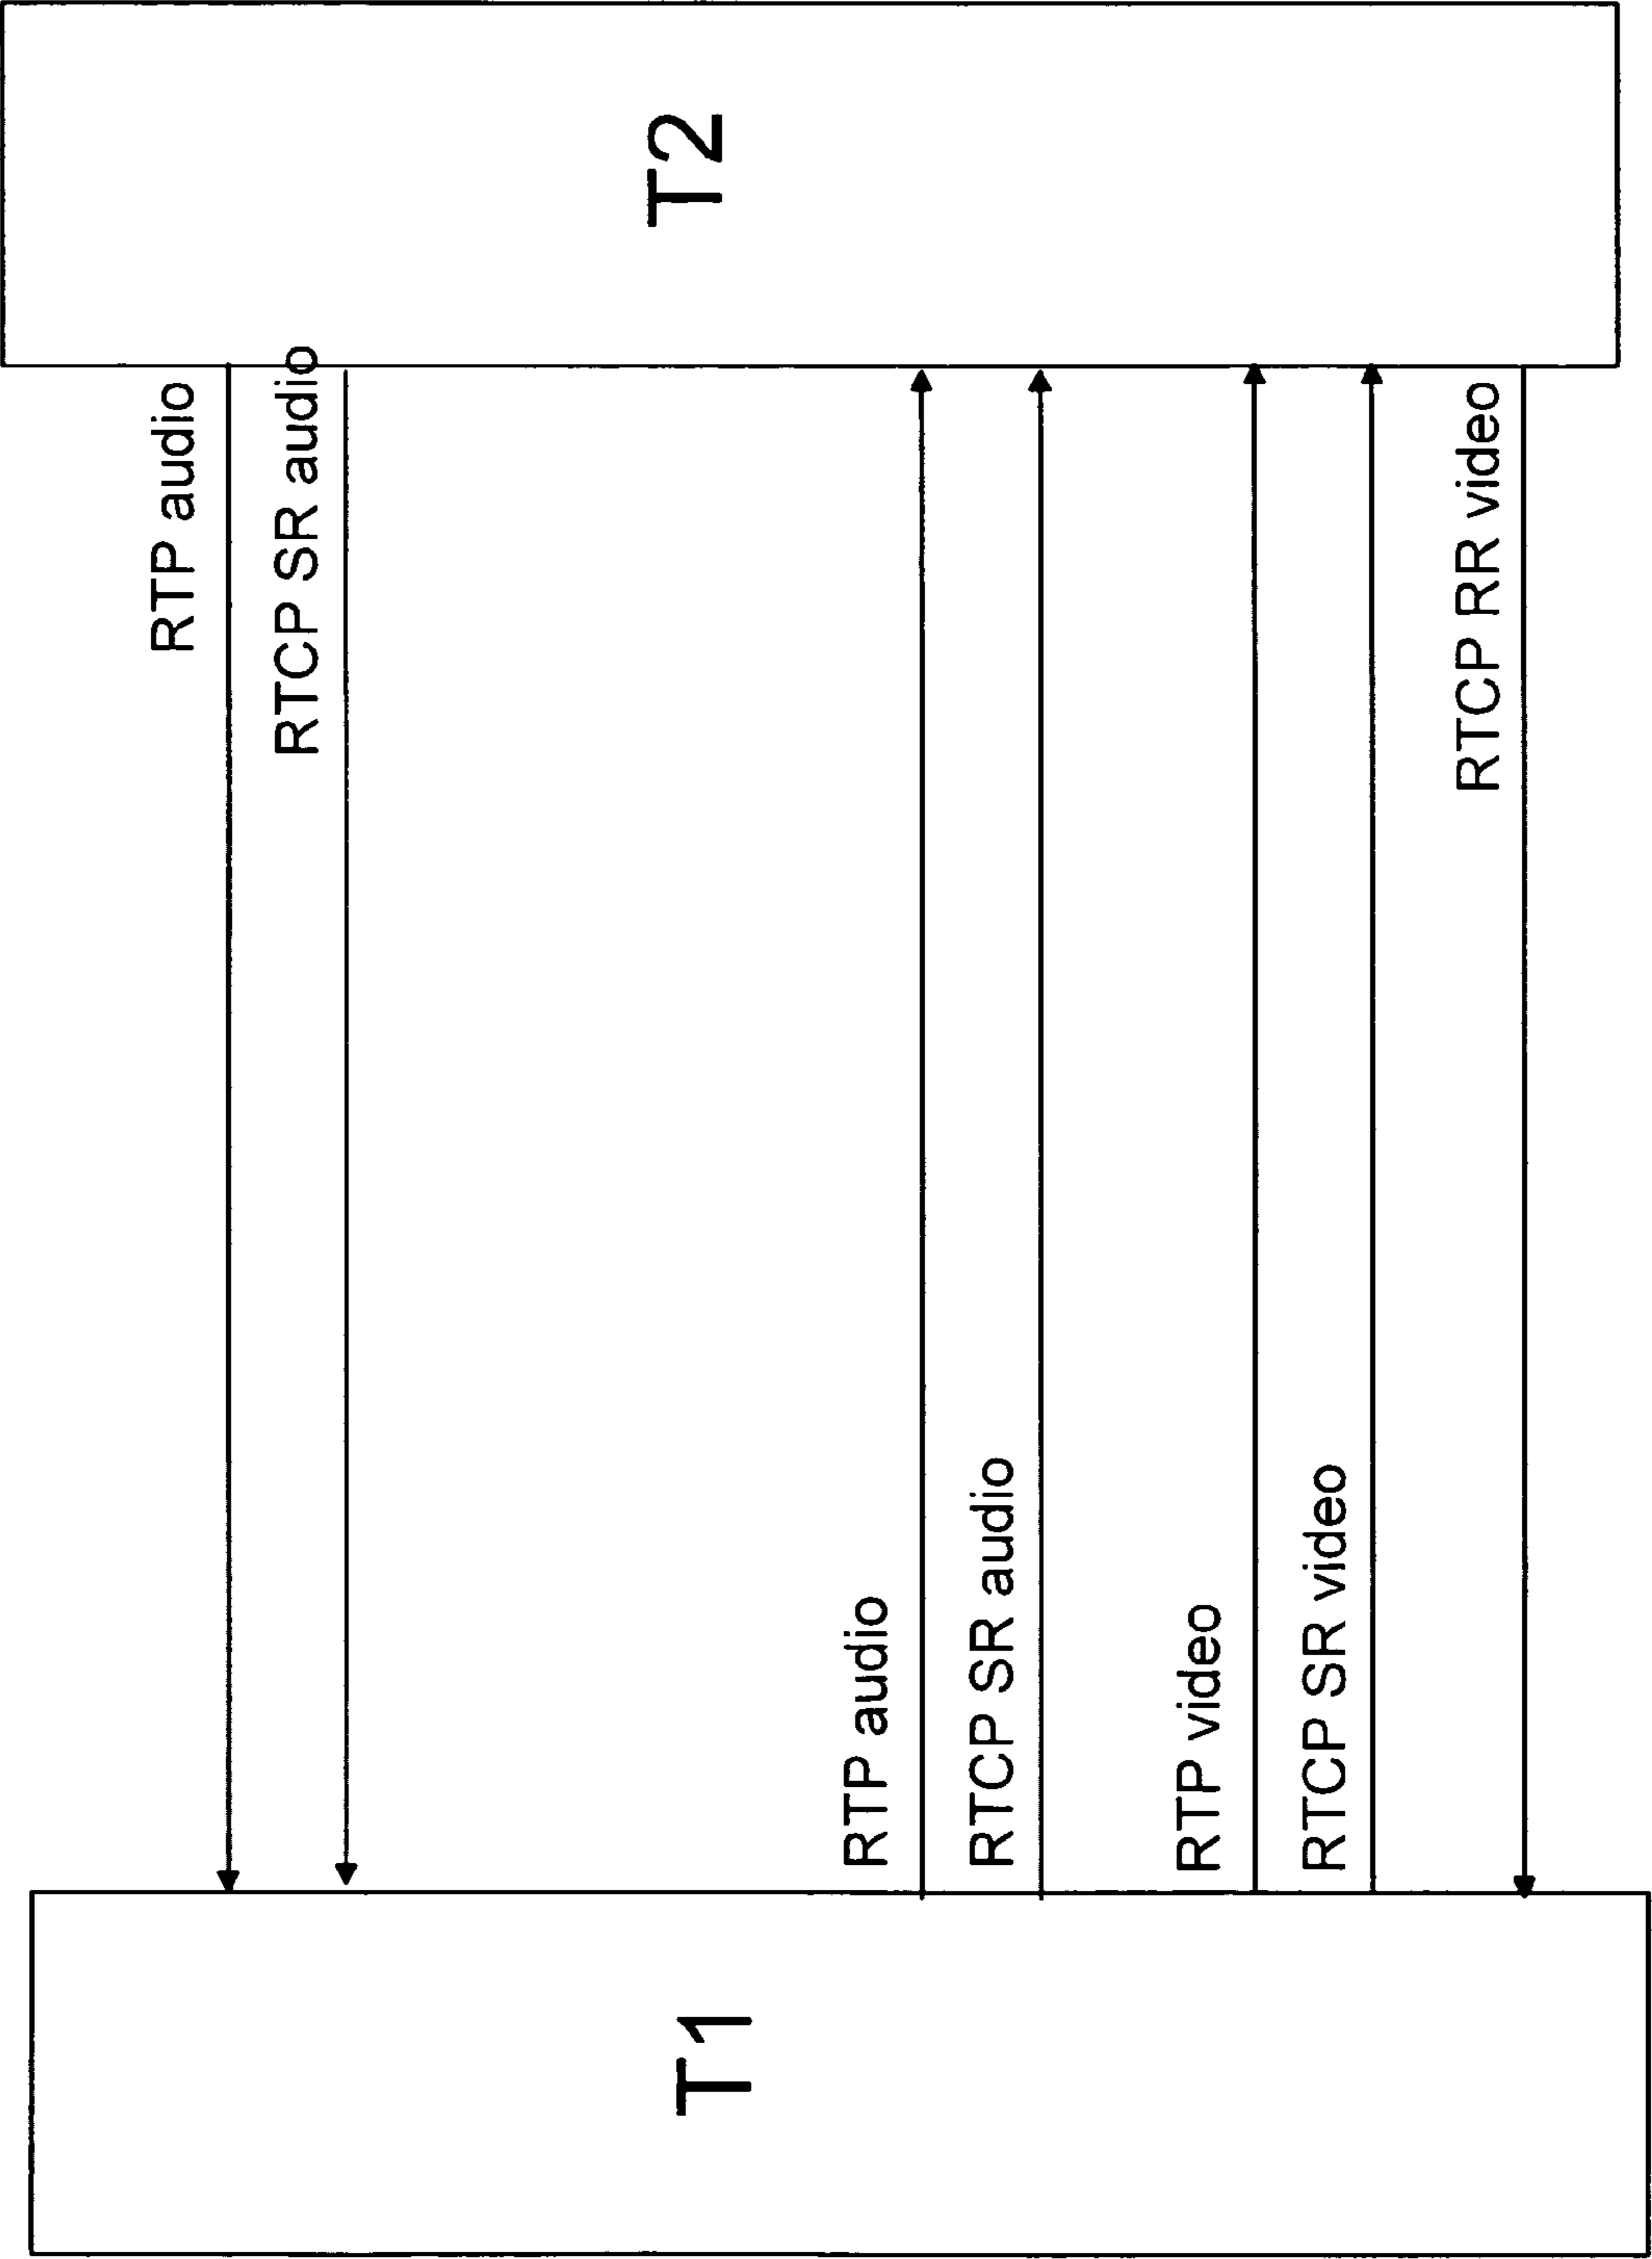 T1
T2
RTP audio
RTCP SR audio
RTP audio
RTCP SR audio
RTP video
RTCP SR video
RTCP RR video